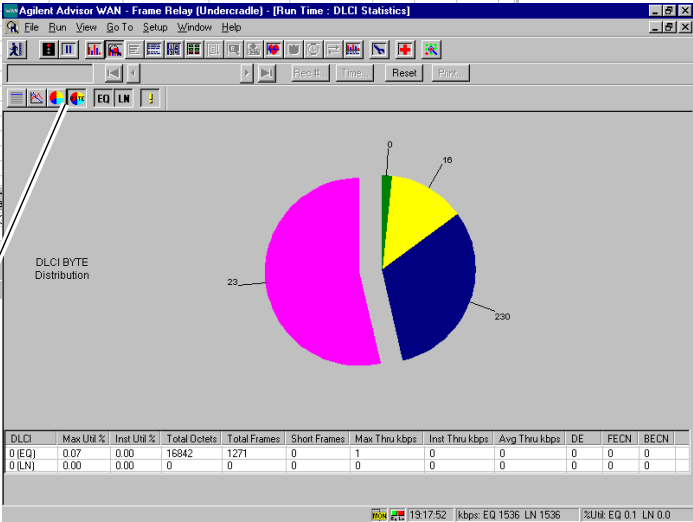 Agilent Advisor WAN - Frame Relay (Undercradle) - [Run Time : DLCI Statistics]
File Run View Go To Setup Window Help
Rec #... Time... Reset Print...
EQ LN
0
16
DLCI BYTE
Distribution
23
230
DLCI Max Util % Inst Util % Total Octets Total Frames Short Frames Max Thru kbps Inst Thru kbps Avg Thru kbps DE FECN BECN
0 (EQ) 0.07 0.00 16842 1271 0 1 0 0 0 0 0
0 (LN) 0.00 0.00 0 0 0 0 0 0 0 0 0
MON 19:17:52 kbps: EQ 1536 LN 1536 %Util: EQ 0.1 LN 0.0